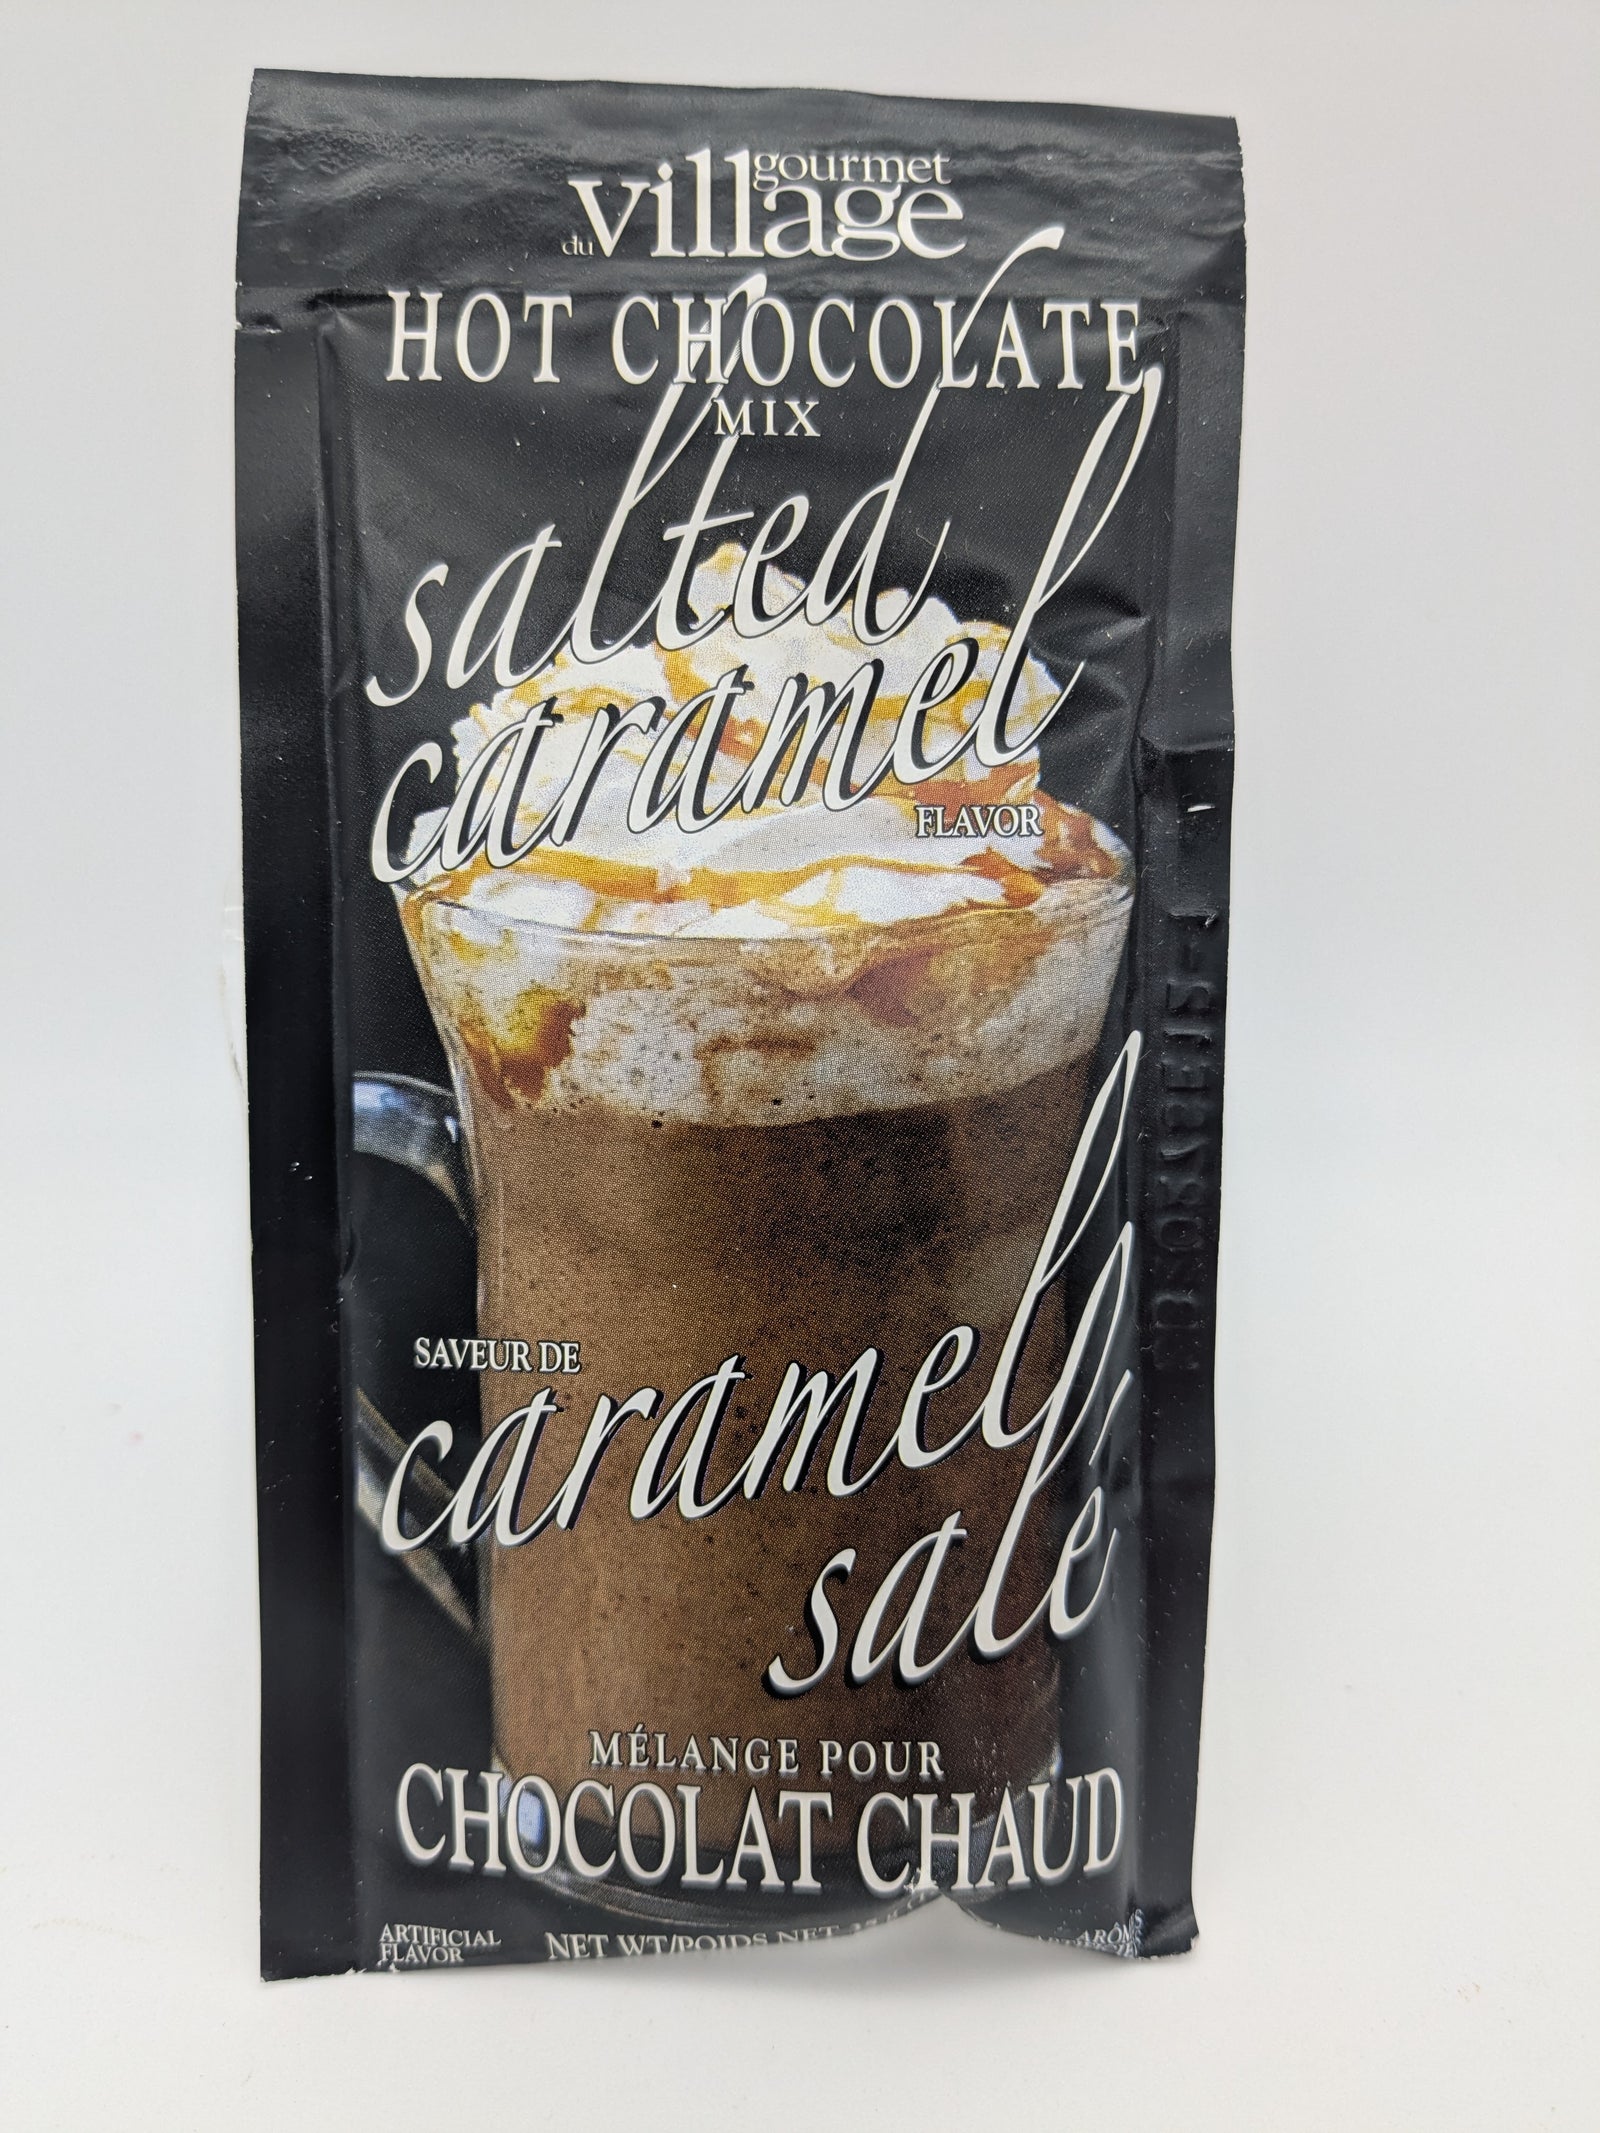 gourmet
du village
HOT CHOCOLATE
MIX
salted
caramel
FLAVOR
SAVEUR DE
caramel
salé
MÉLANGE POUR
CHOCOLAT CHAUD
ARTIFICIAL
FLAVOR
NET WT/POIDS NET